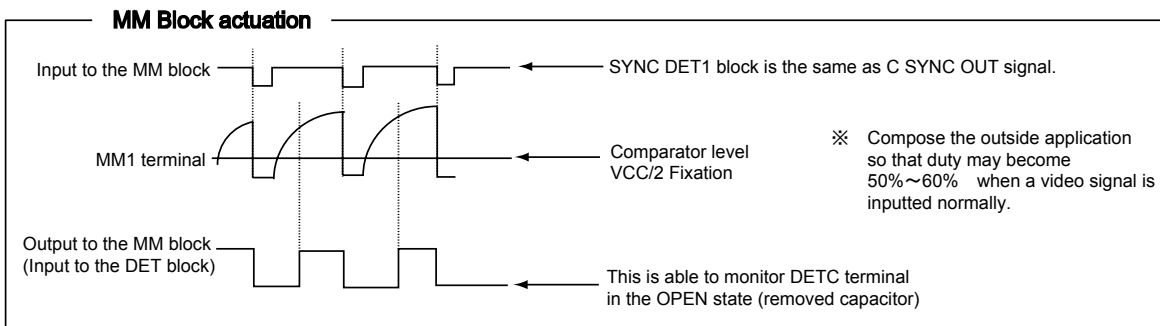 MM Block actuation
Input to the MM block
SYNC DET1 block is the same as C SYNC OUT signal.
MM1 terminal
Comparator level
VCC/2 Fixation
※ Compose the outside application
so that duty may become
50%～60% when a video signal is
inputted normally.
Output to the MM block
(Input to the DET block)
This is able to monitor DETC terminal
in the OPEN state (removed capacitor)